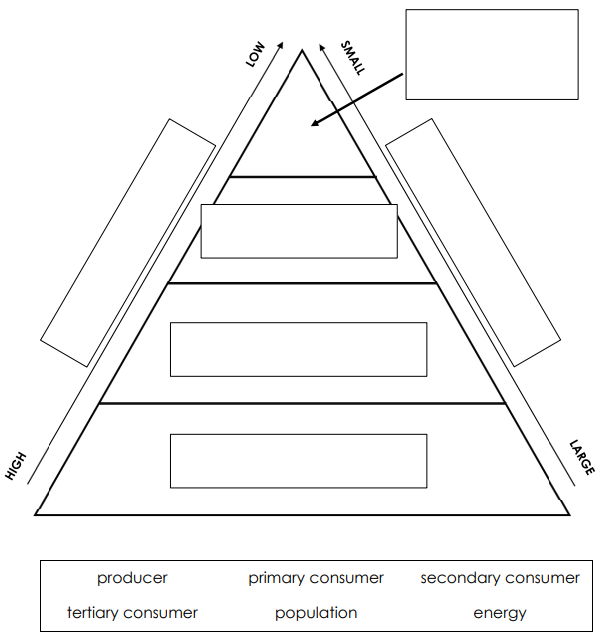 LOW
SMALL
HIGH
LARGE
producer primary consumer secondary consumer
tertiary consumer population energy